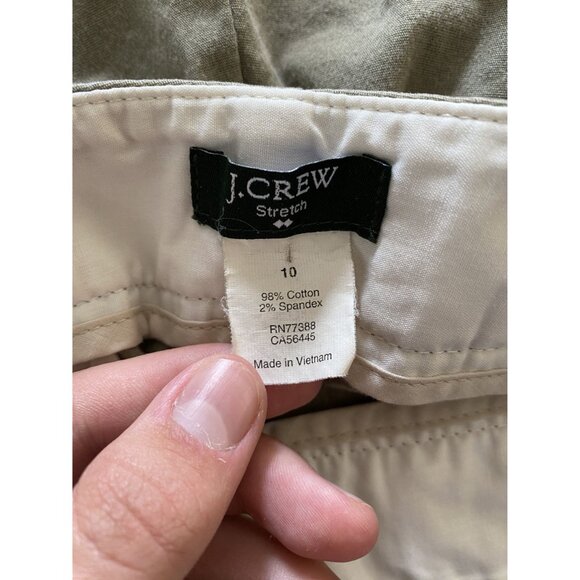 J.CREW
Stretch
10
98% Cotton
2% Spandex
RN77388
CA56445
Made in Vietnam